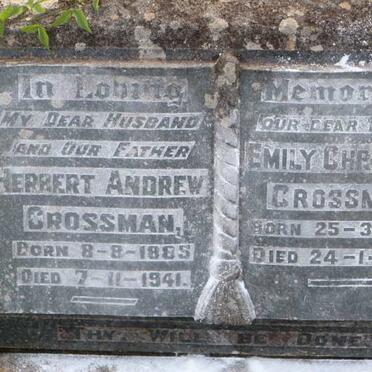 In Loving
My Dear Husband
And Our Father
Herbert Andrew
Grossman,
Born 8-8-1885
Died 7-11-1941.
Memor
Our Dear
Emily Chr
Grossm
Born 25-3
Died 24-1-
Thy Will Be Done